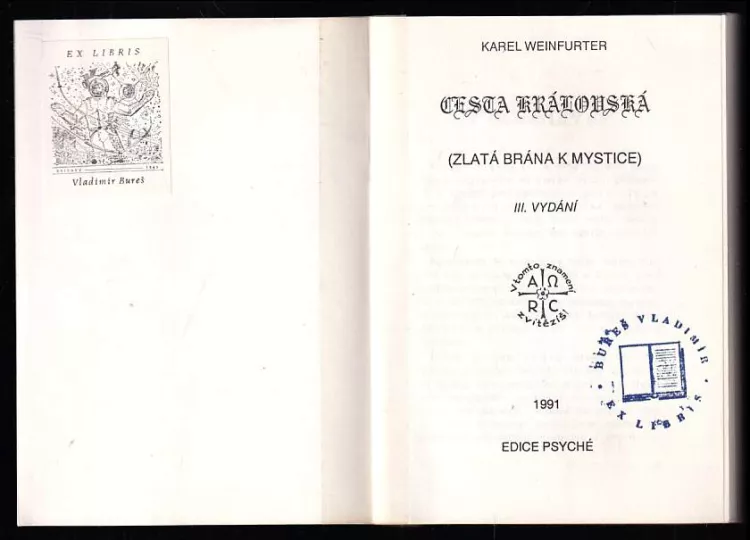 EX LIBRIS
Vladimír Bureš
KAREL WEINFURTER
CESTA KRÁLOVSKÁ
(ZLATÁ BRÁNA K MYSTICE)
III. VYDÁNÍ
V tomto znamení
A Ω
R C
zvítězíš!
BUREŠ VLADIMÍR
EX LIBRIS
1991
EDICE PSYCHÉ